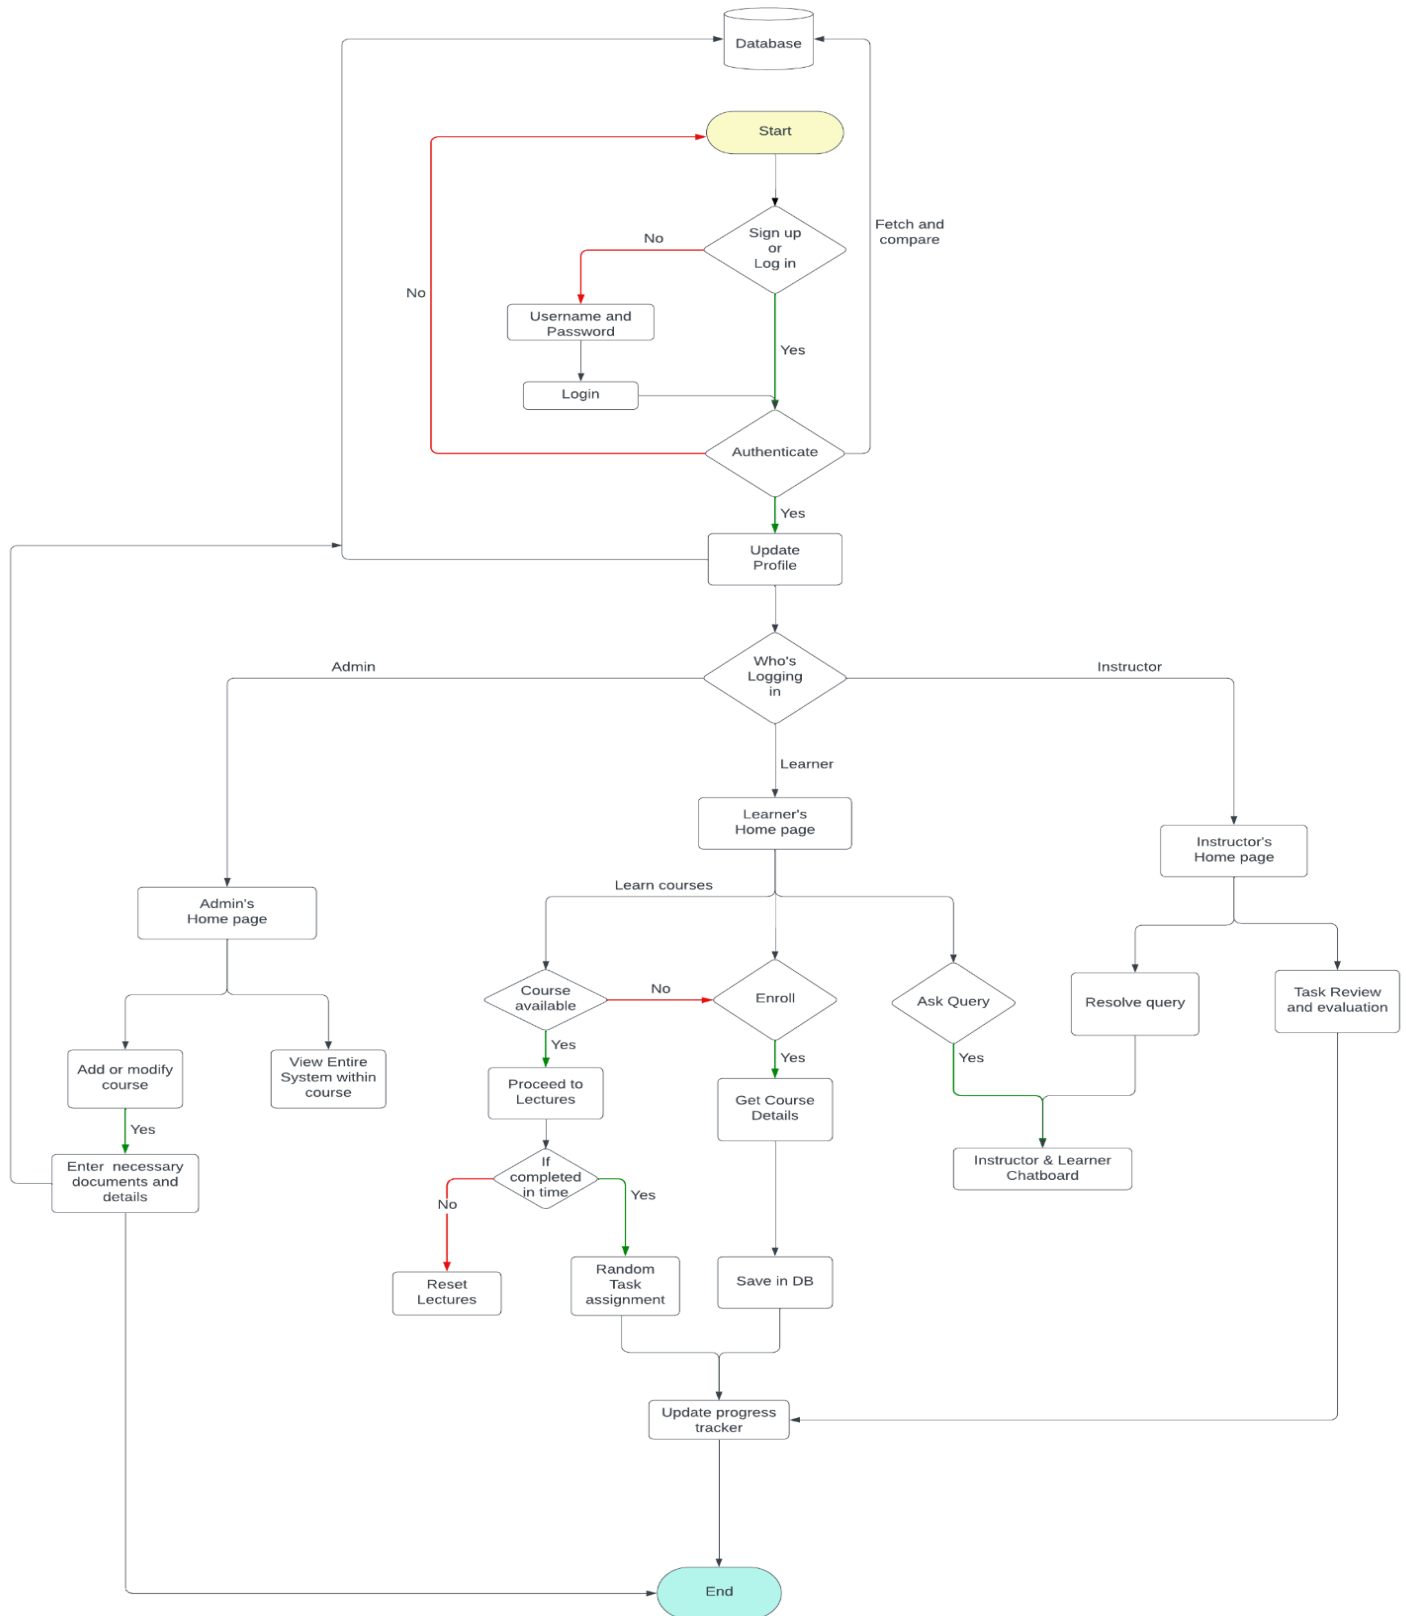 Database
Start
Fetch and
compare
Sign up
or
Log in
No
No
Username and
Password
Yes
Login
Authenticate
Yes
Update
Profile
Who's
Logging
in
Admin
Instructor
Learner
Learner's
Home page
Instructor's
Home page
Learn courses
Admin's
Home page
Course
available
No
Enroll
Ask Query
Resolve query
Task Review
and evaluation
Yes
Yes
Yes
Add or modify
course
View Entire
System within
course
Proceed to
Lectures
Get Course
Details
Yes
Enter  necessary
documents and
details
If
completed
in time
Instructor & Learner
Chatboard
No
Yes
Reset
Lectures
Random
Task
assignment
Save in DB
Update progress
tracker
End